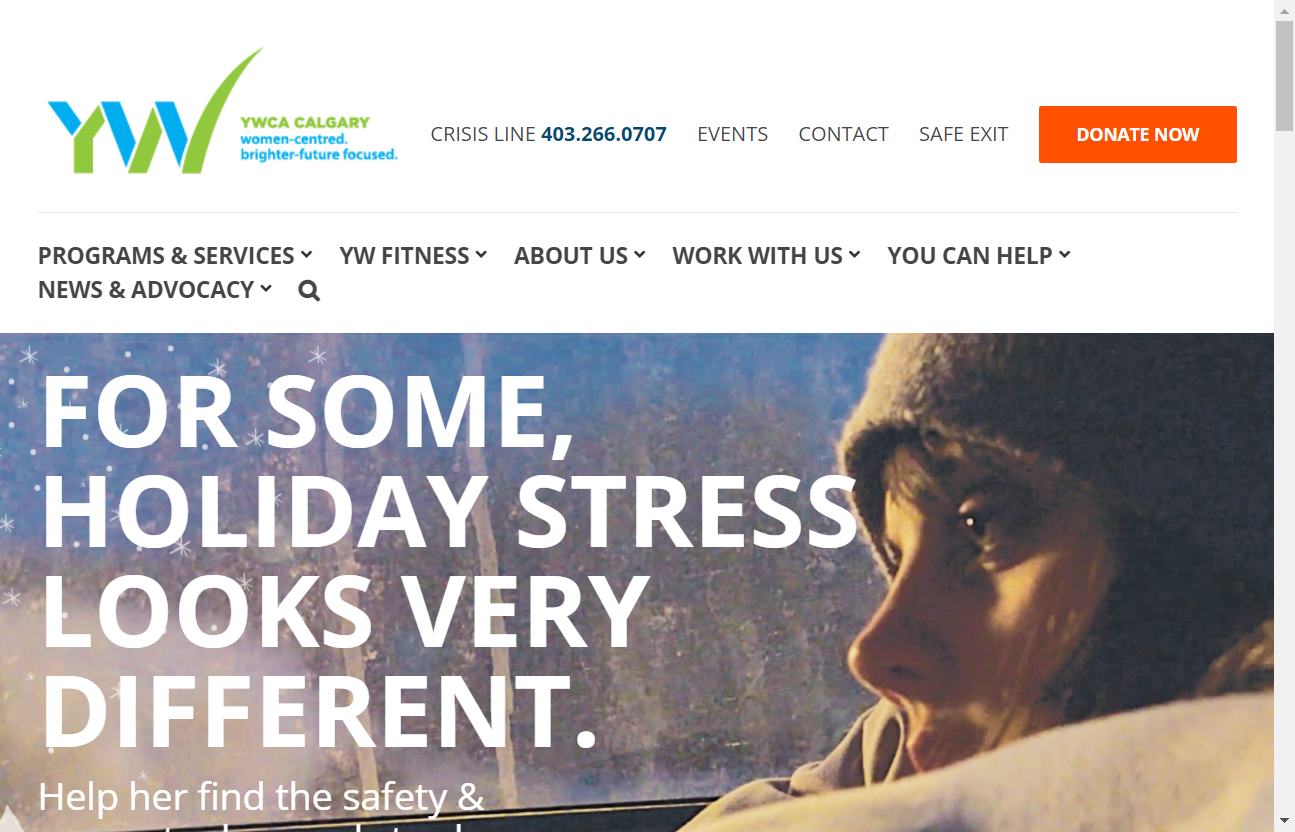 YWCA CALGARY
women-centred.
brighter-future focused.
CRISIS LINE 403.266.0707 EVENTS CONTACT SAFE EXIT DONATE NOW
PROGRAMS & SERVICES YW FITNESS ABOUT US WORK WITH US YOU CAN HELP
NEWS & ADVOCACY
FOR SOME,
HOLIDAY STRESS
LOOKS VERY
DIFFERENT.
Help her find the safety &